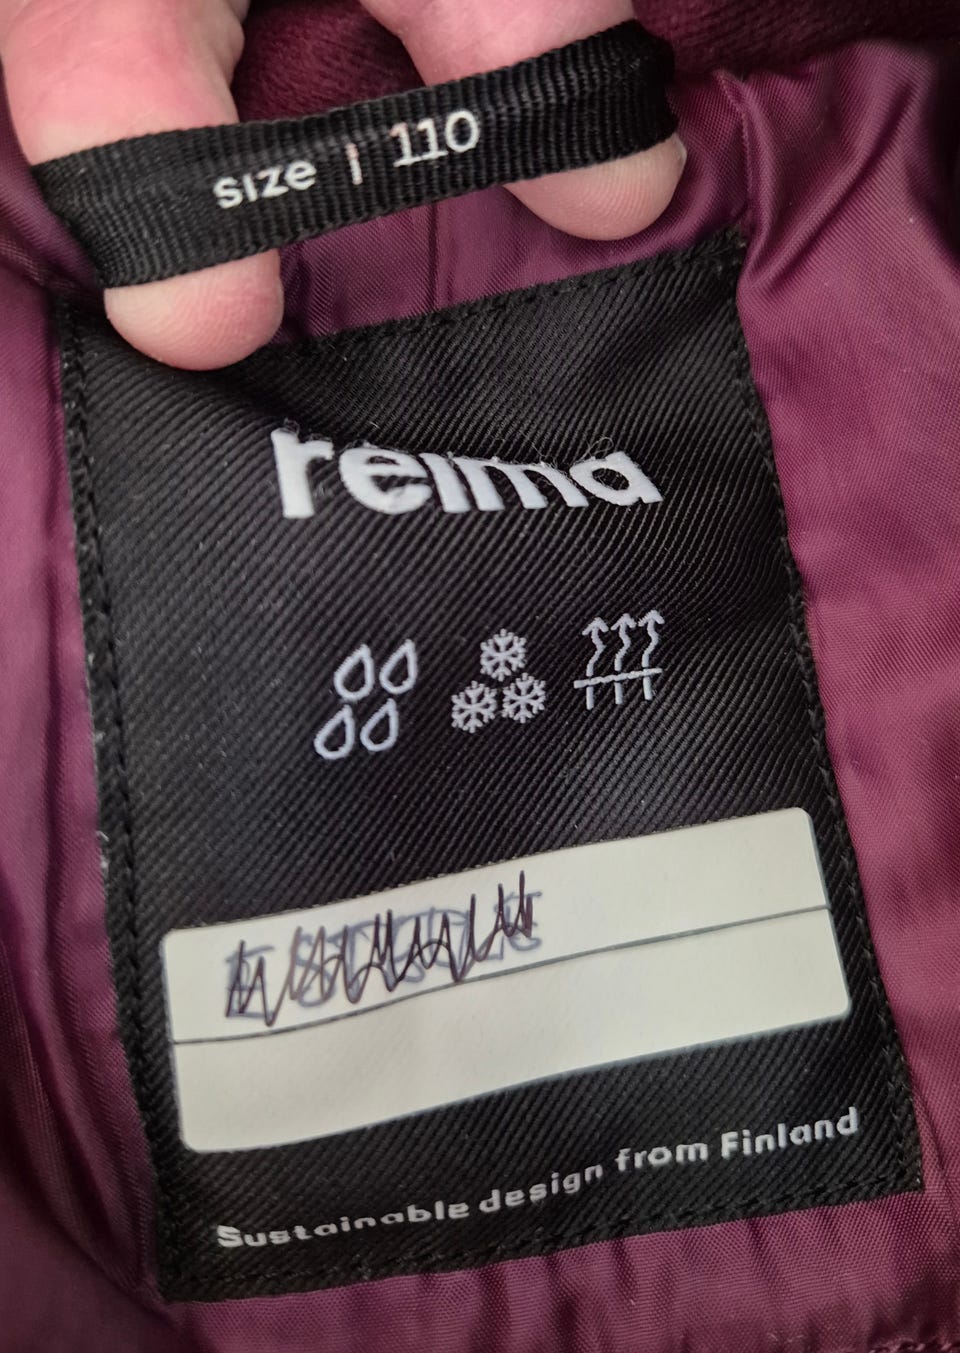 size | 110
reima
Sustainable design from Finland